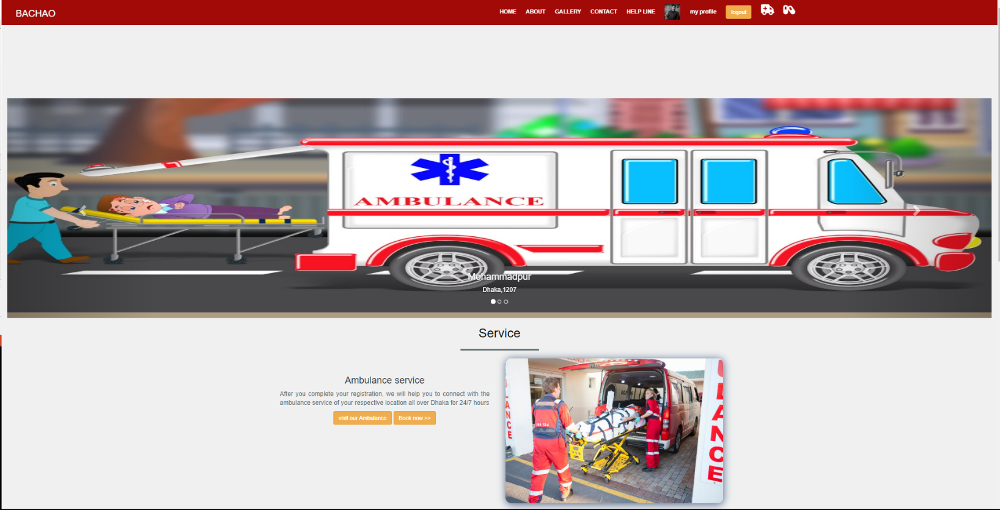 BACHAO
HOME ABOUT GALLERY CONTACT HELP LINE my profile logout
AMBULANCE
Mohammadpur
Dhaka,1207
Service
Ambulance service
After you complete your registration, we will help you to connect with the
ambulance service of your respective location all over Dhaka for 24/7 hours
visit our Ambulance Book now >>